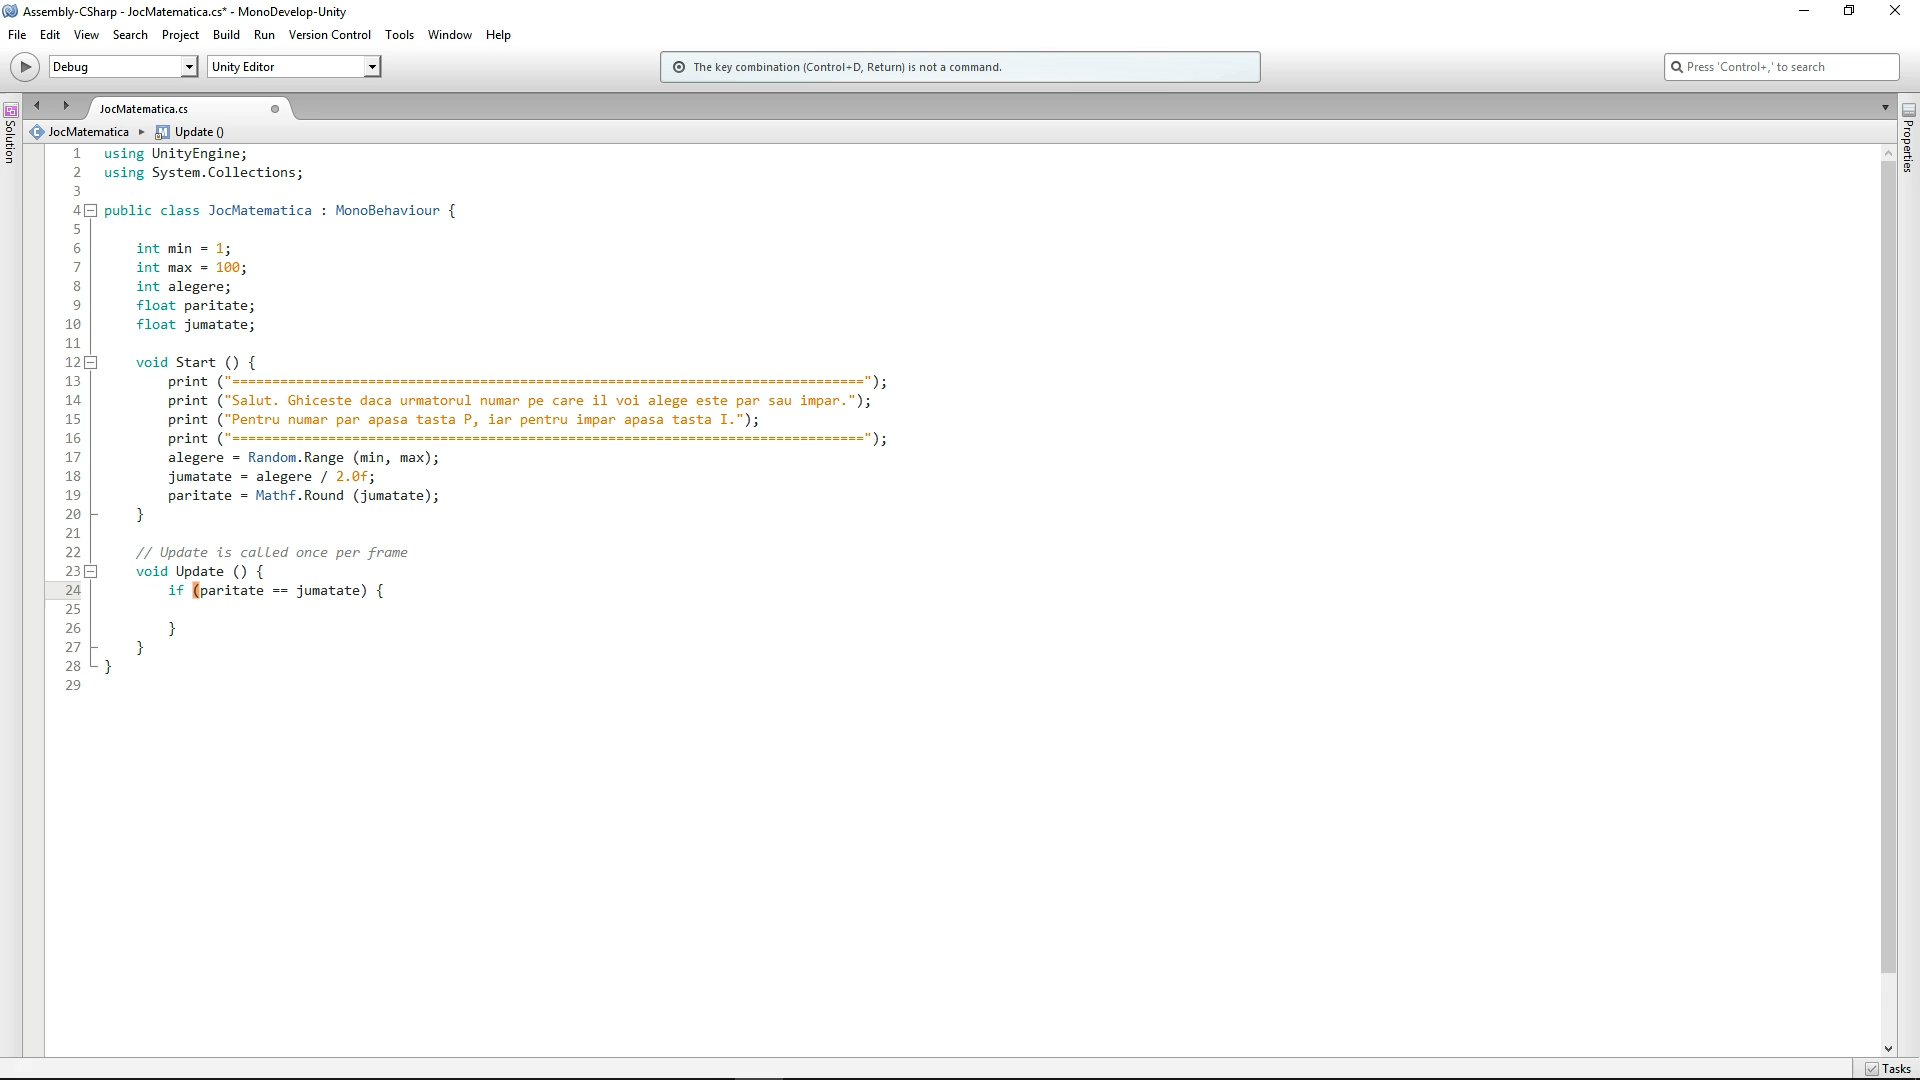 Assembly-CSharp - JocMatematica.cs* - MonoDevelop-Unity
File Edit View Search Project Build Run Version Control Tools Window Help
Debug Unity Editor The key combination (Control+D, Return) is not a command. Press 'Control+,' to search
JocMatematica.cs
JocMatematica Update ()
Solution
Properties
1 using UnityEngine;
2 using System.Collections;
3
4 public class JocMatematica : MonoBehaviour {
5
6 int min = 1;
7 int max = 100;
8 int alegere;
9 float paritate;
10 float jumatate;
11
12 void Start () {
13 print ("===============================================================================");
14 print ("Salut. Ghiceste daca urmatorul numar pe care il voi alege este par sau impar.");
15 print ("Pentru numar par apasa tasta P, iar pentru impar apasa tasta I.");
16 print ("===============================================================================");
17 alegere = Random.Range (min, max);
18 jumatate = alegere / 2.0f;
19 paritate = Mathf.Round (jumatate);
20 }
21
22 // Update is called once per frame
23 void Update () {
24 if (paritate == jumatate) {
25
26 }
27 }
28 }
29
Tasks